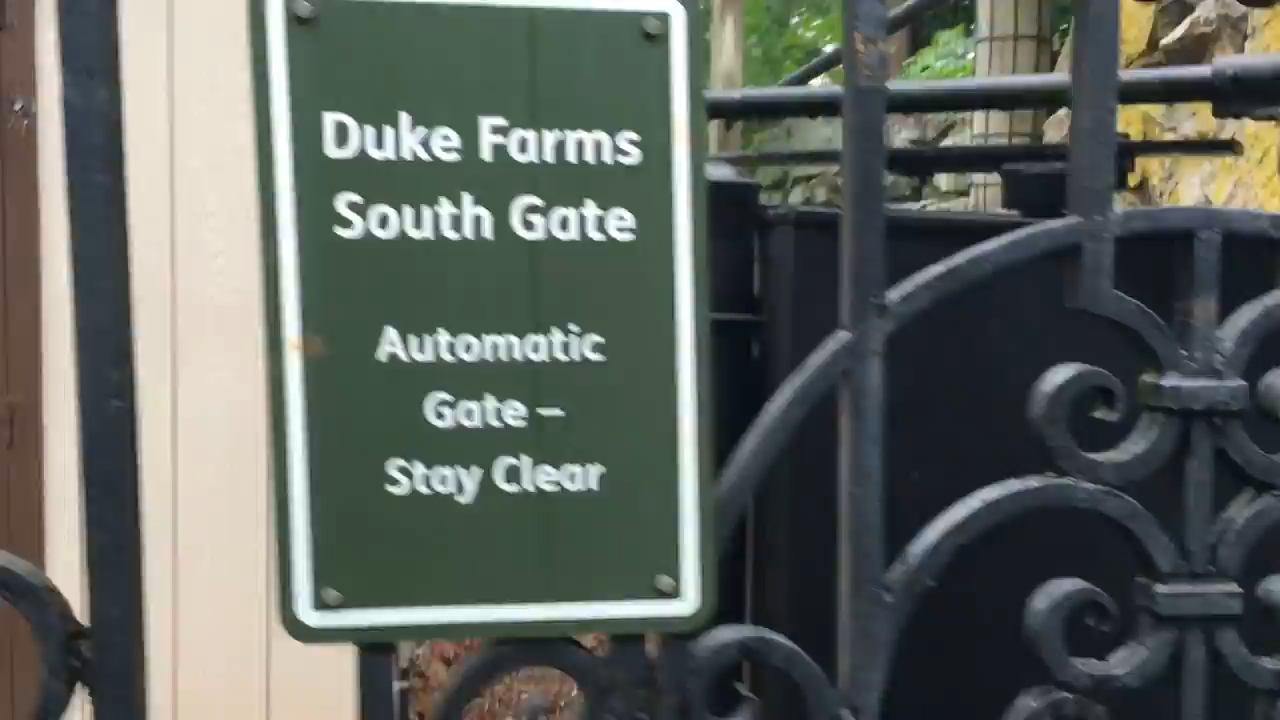 Duke Farms
South Gate
Automatic
Gate –
Stay Clear